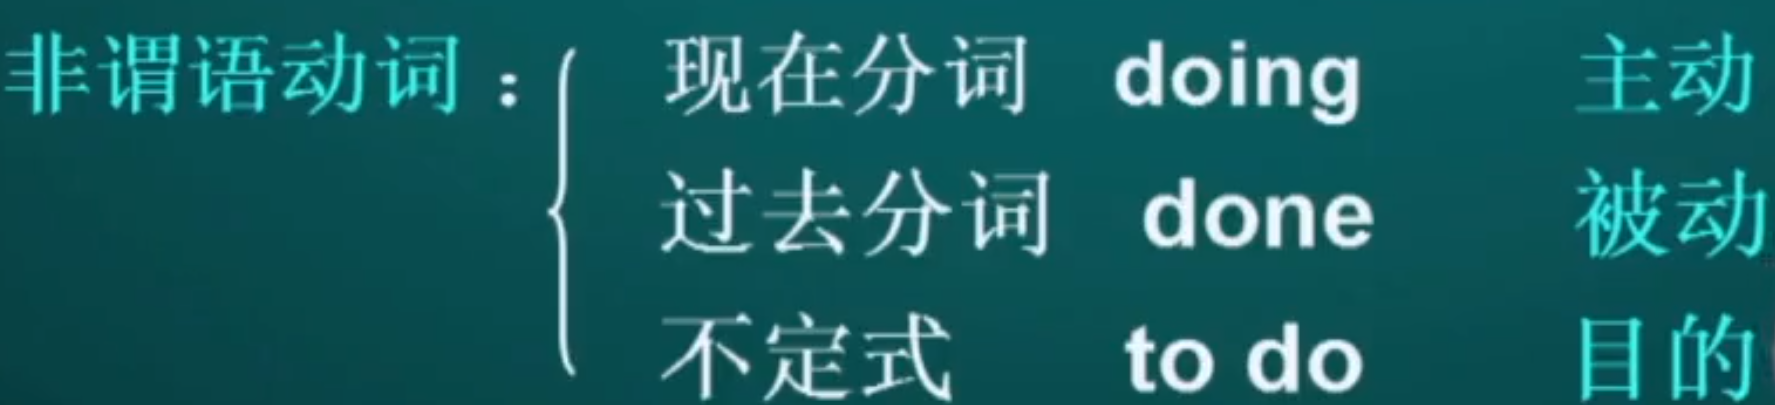 非谓语动词： 现在分词 doing 主动
过去分词 done 被动
不定式 to do 目的